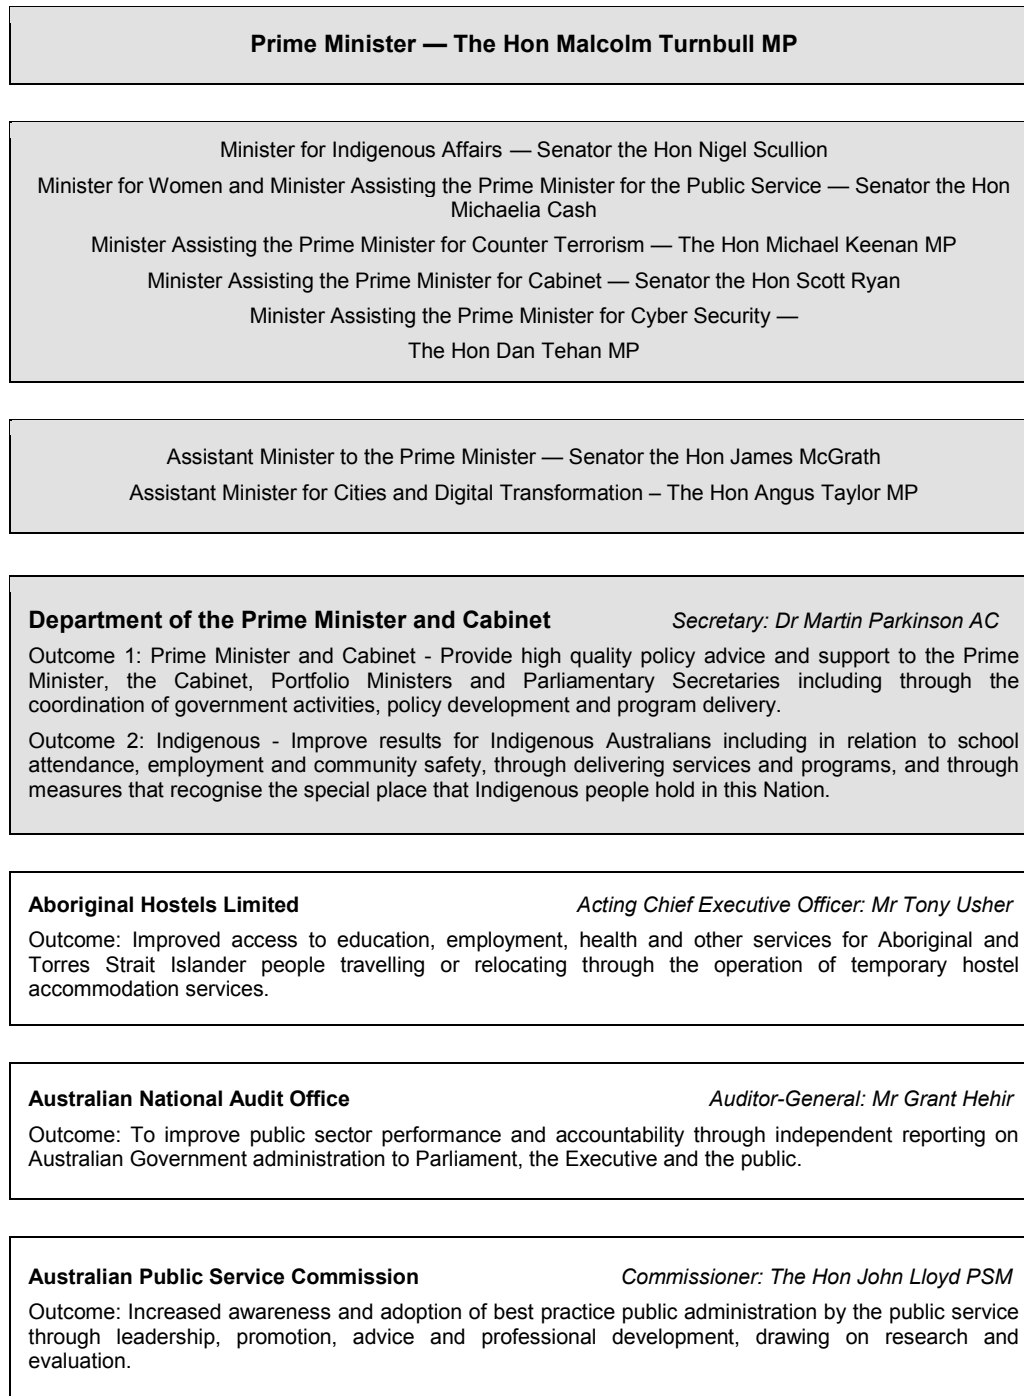 Prime Minister — The Hon Malcolm Turnbull MP
Minister for Indigenous Affairs — Senator the Hon Nigel Scullion
Minister for Women and Minister Assisting the Prime Minister for the Public Service — Senator the Hon
Michaelia Cash
Minister Assisting the Prime Minister for Counter Terrorism — The Hon Michael Keenan MP
Minister Assisting the Prime Minister for Cabinet — Senator the Hon Scott Ryan
Minister Assisting the Prime Minister for Cyber Security —
The Hon Dan Tehan MP
Assistant Minister to the Prime Minister — Senator the Hon James McGrath
Assistant Minister for Cities and Digital Transformation – The Hon Angus Taylor MP
Department of the Prime Minister and Cabinet Secretary: Dr Martin Parkinson AC
Outcome 1: Prime Minister and Cabinet - Provide high quality policy advice and support to the Prime
Minister, the Cabinet, Portfolio Ministers and Parliamentary Secretaries including through the
coordination of government activities, policy development and program delivery.
Outcome 2: Indigenous - Improve results for Indigenous Australians including in relation to school
attendance, employment and community safety, through delivering services and programs, and through
measures that recognise the special place that Indigenous people hold in this Nation.
Aboriginal Hostels Limited Acting Chief Executive Officer: Mr Tony Usher
Outcome: Improved access to education, employment, health and other services for Aboriginal and
Torres Strait Islander people travelling or relocating through the operation of temporary hostel
accommodation services.
Australian National Audit Office Auditor-General: Mr Grant Hehir
Outcome: To improve public sector performance and accountability through independent reporting on
Australian Government administration to Parliament, the Executive and the public.
Australian Public Service Commission Commissioner: The Hon John Lloyd PSM
Outcome: Increased awareness and adoption of best practice public administration by the public service
through leadership, promotion, advice and professional development, drawing on research and
evaluation.